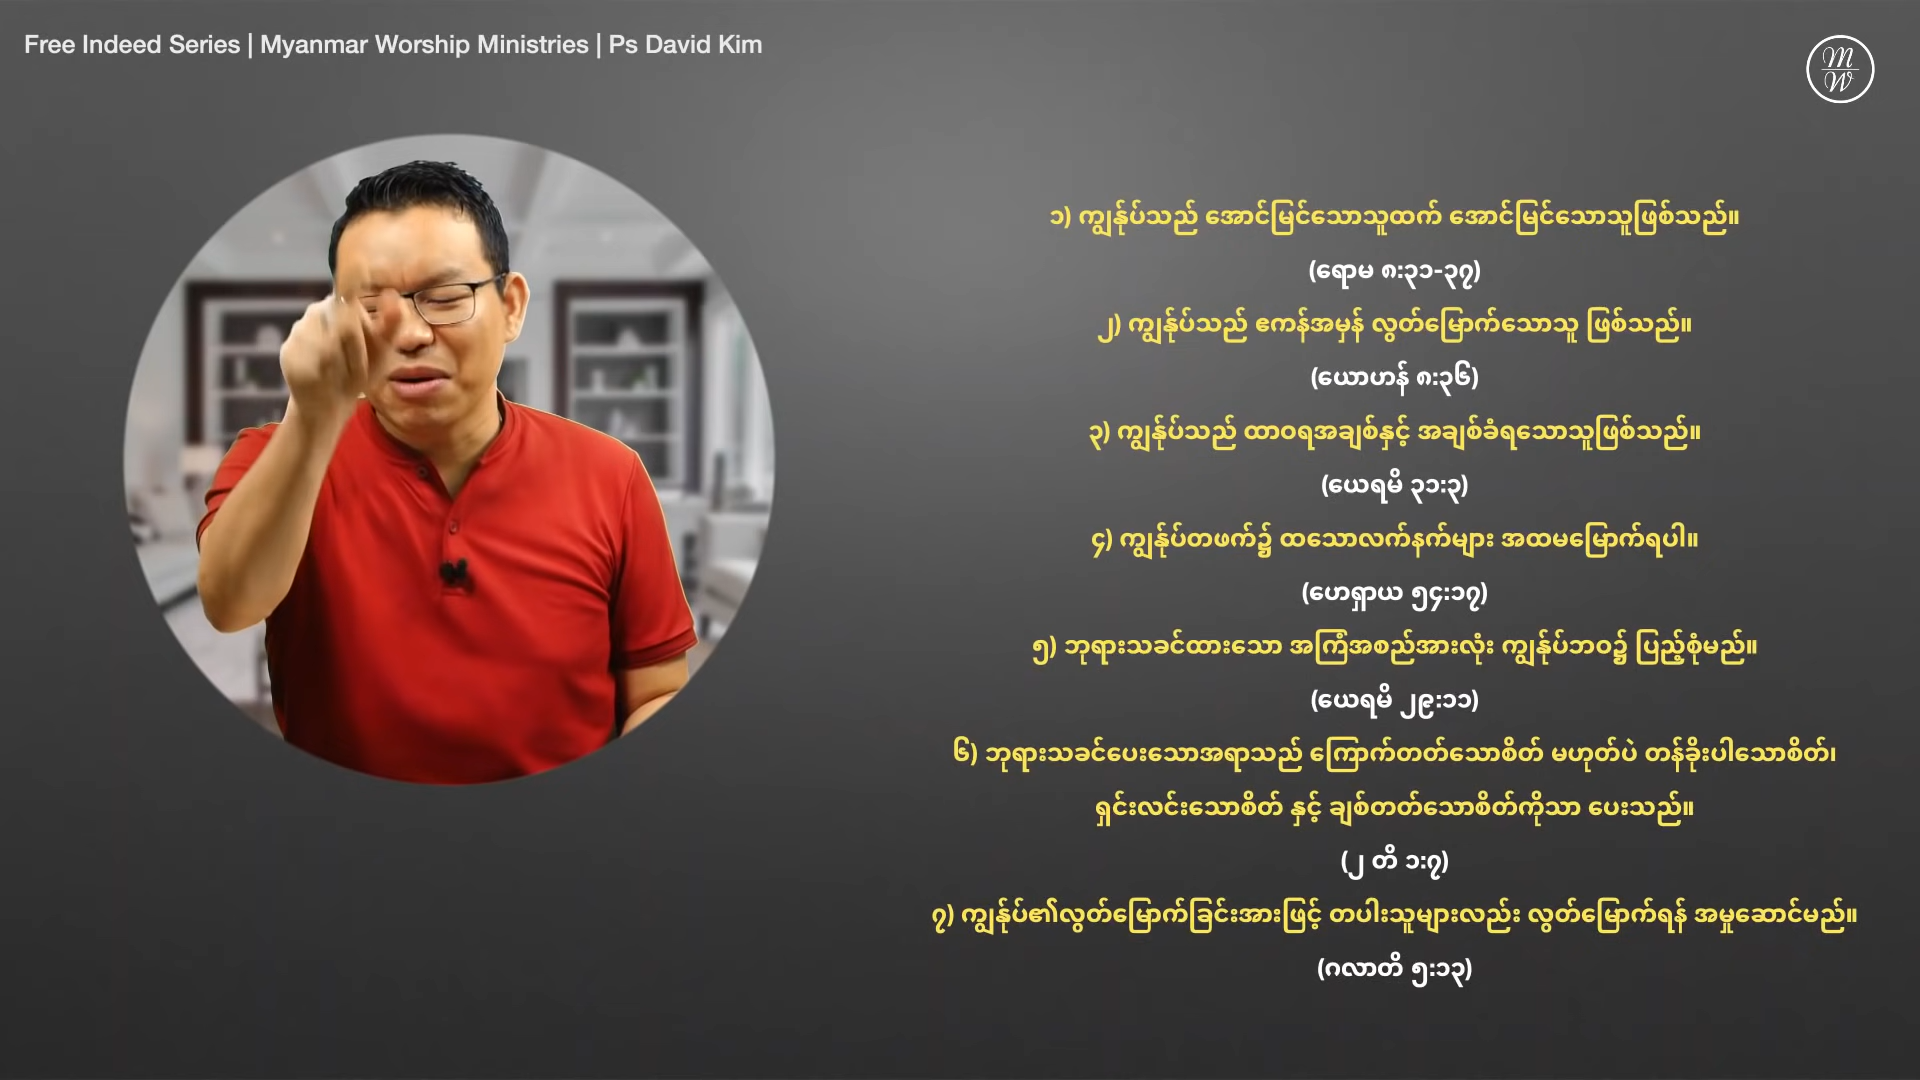 Free Indeed Series | Myanmar Worship Ministries | Ps David Kim
M
W
၁) ကျွန်ုပ်သည် အောင်မြင်သောသူထက် အောင်မြင်သောသူဖြစ်သည်။
(ရောမ ၈:၃၁-၃၇)
၂) ကျွန်ုပ်သည် ဧကန်အမှန် လွတ်မြောက်သောသူ ဖြစ်သည်။
(ယောဟန် ၈:၃၆)
၃) ကျွန်ုပ်သည် ထာဝရအချစ်နှင့် အချစ်ခံရသောသူဖြစ်သည်။
(ယေရမိ ၃၁:၃)
၄) ကျွန်ုပ်တဖက်၌ ထသောလက်နက်များ အထမမြောက်ရပါ။
(ဟေရှာယ ၅၄:၁၇)
၅) ဘုရားသခင်ထားသော အကြံအစည်အားလုံး ကျွန်ုပ်ဘဝ၌ ပြည့်စုံမည်။
(ယေရမိ ၂၉:၁၁)
၆) ဘုရားသခင်ပေးသောအရာသည် ကြောက်တတ်သောစိတ် မဟုတ်ပဲ တန်ခိုးပါသောစိတ်၊
ရှင်းလင်းသောစိတ် နှင့် ချစ်တတ်သောစိတ်ကိုသာ ပေးသည်။
(၂ တိ ၁:၇)
၇) ကျွန်ုပ်၏လွတ်မြောက်ခြင်းအားဖြင့် တပါးသူများလည်း လွတ်မြောက်ရန် အမှုဆောင်မည်။
(ဂလာတိ ၅:၁၃)